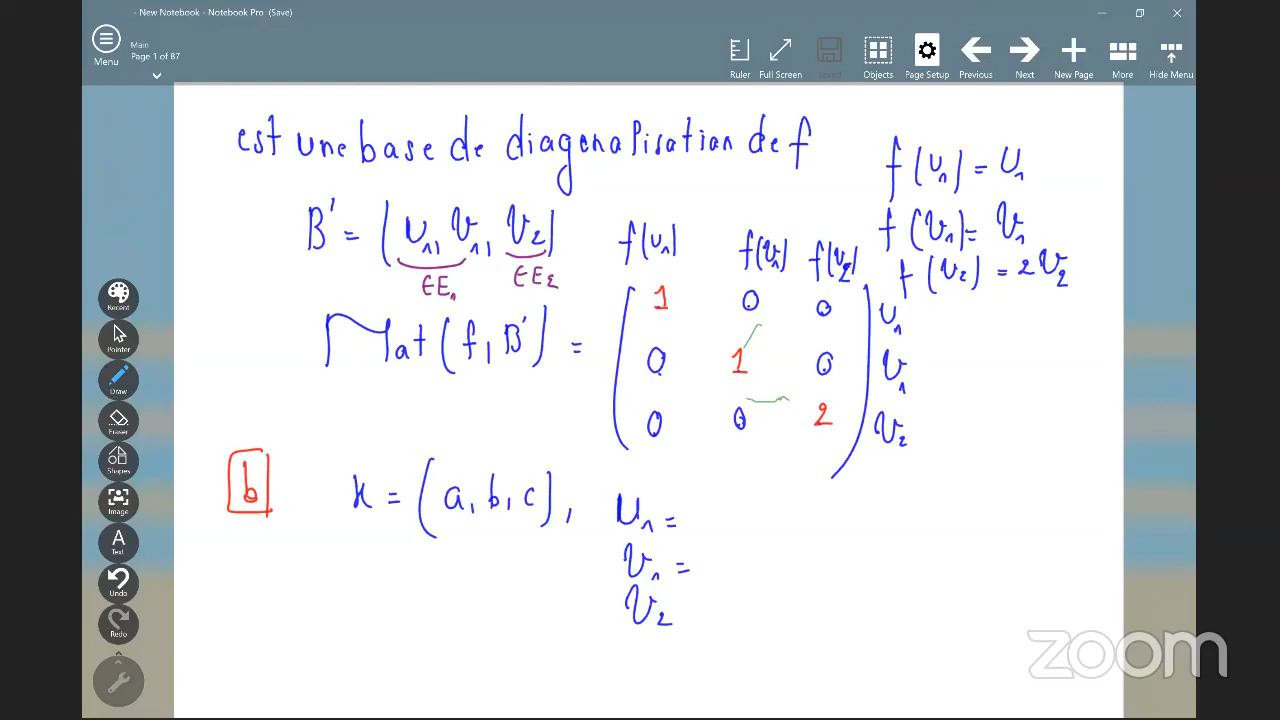 - New Notebook - Notebook Pro (Save)
Menu
Main
Page 1 of 87
Ruler
Full Screen
Saved
Objects
Page Setup
Previous
Next
New Page
More
Hide Menu
Recent
Pointer
Draw
Eraser
Shapes
Image
Text
Undo
Redo
est une base de diagonalisation de f
f(u₁) = u₁
f(v₁) = v₁
f(v₂) = 2v₂
B' = (u₁, v₁, v₂)
∈E₁ ∈E₂
f(u₁) f(v₁) f(v₂)
Mat(f, B') =
1 0 0 u₁
0 1 0 v₁
0 0 2 v₂
b x = (a, b, c), u₁ =
v₁ =
v₂
zoom